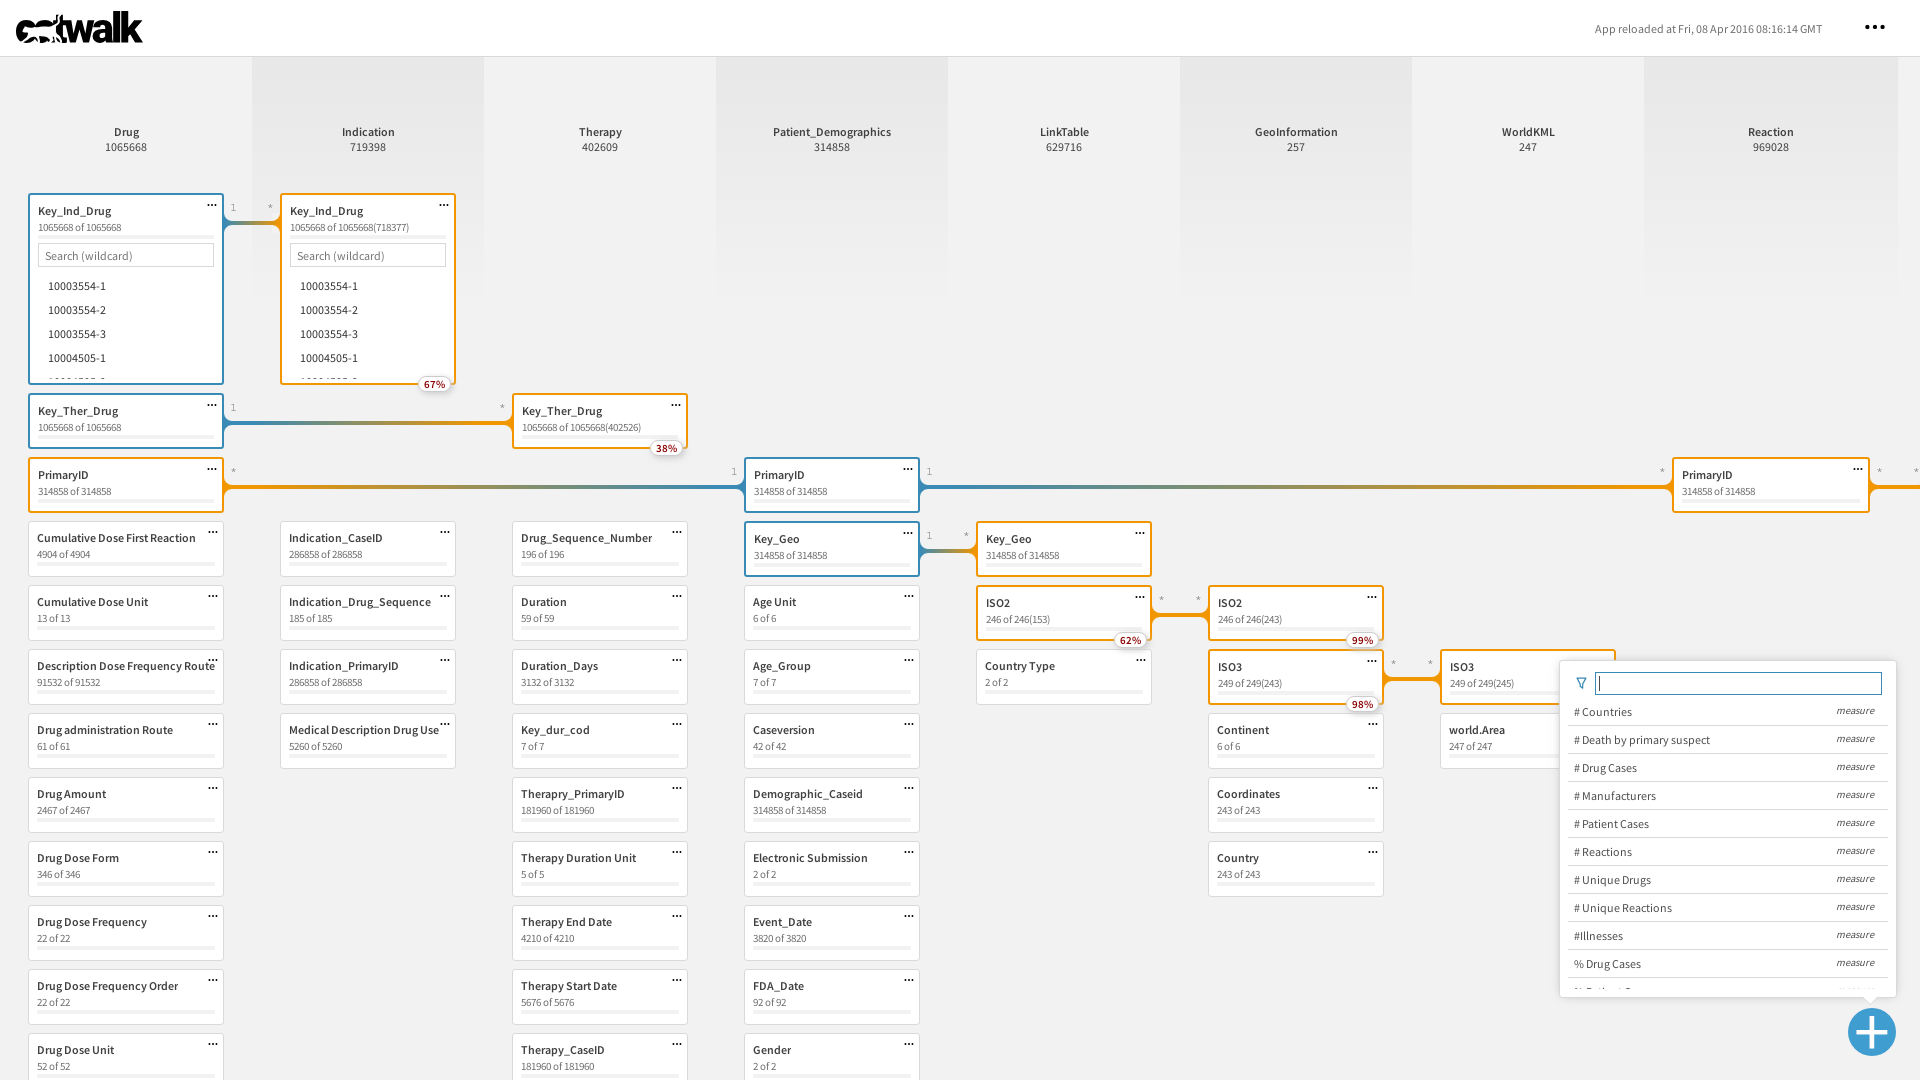 catwalk
App reloaded at Fri, 08 Apr 2016 08:16:14 GMT
Drug
1065668
Indication
719398
Therapy
402609
Patient_Demographics
314858
LinkTable
629716
GeoInformation
257
WorldKML
247
Reaction
969028
Key_Ind_Drug
1065668 of 1065668
Search (wildcard)
10003554-1
10003554-2
10003554-3
10004505-1
1
*
Key_Ind_Drug
1065668 of 1065668(718377)
Search (wildcard)
10003554-1
10003554-2
10003554-3
10004505-1
67%
Key_Ther_Drug
1065668 of 1065668
1
*
Key_Ther_Drug
1065668 of 1065668(402526)
38%
PrimaryID
314858 of 314858
*
1
PrimaryID
314858 of 314858
1
*
PrimaryID
314858 of 314858
*
*
Cumulative Dose First Reaction
4904 of 4904
Indication_CaseID
286858 of 286858
Drug_Sequence_Number
196 of 196
Key_Geo
314858 of 314858
1
*
Key_Geo
314858 of 314858
Cumulative Dose Unit
13 of 13
Indication_Drug_Sequence
185 of 185
Duration
59 of 59
Age Unit
6 of 6
ISO2
246 of 246(153)
62%
*
*
ISO2
246 of 246(243)
99%
Description Dose Frequency Route
91532 of 91532
Indication_PrimaryID
286858 of 286858
Duration_Days
3132 of 3132
Age_Group
7 of 7
Country Type
2 of 2
ISO3
249 of 249(243)
98%
*
*
ISO3
249 of 249(245)
Drug administration Route
61 of 61
Medical Description Drug Use
5260 of 5260
Key_dur_cod
7 of 7
Caseversion
42 of 42
Continent
6 of 6
world.Area
247 of 247
Drug Amount
2467 of 2467
Therapry_PrimaryID
181960 of 181960
Demographic_Caseid
314858 of 314858
Coordinates
243 of 243
Drug Dose Form
346 of 346
Therapy Duration Unit
5 of 5
Electronic Submission
2 of 2
Country
243 of 243
Drug Dose Frequency
22 of 22
Therapy End Date
4210 of 4210
Event_Date
3820 of 3820
Drug Dose Frequency Order
22 of 22
Therapy Start Date
5676 of 5676
FDA_Date
92 of 92
Drug Dose Unit
52 of 52
Therapy_CaseID
181960 of 181960
Gender
2 of 2
# Countries measure
# Death by primary suspect measure
# Drug Cases measure
# Manufacturers measure
# Patient Cases measure
# Reactions measure
# Unique Drugs measure
# Unique Reactions measure
#Illnesses measure
% Drug Cases measure